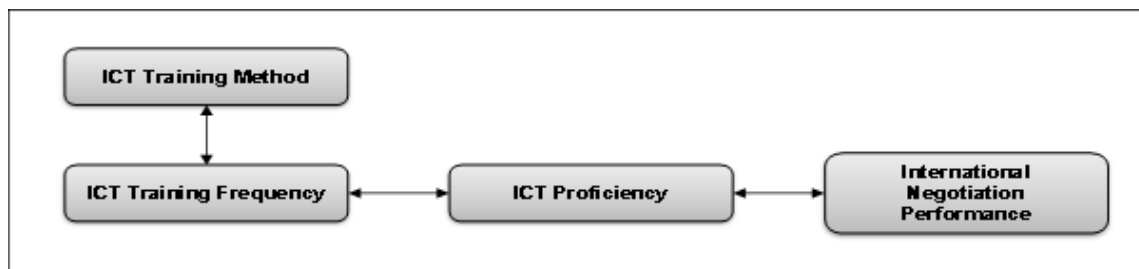 ICT Training Method
ICT Training Frequency
ICT Proficiency
International
Negotiation
Performance